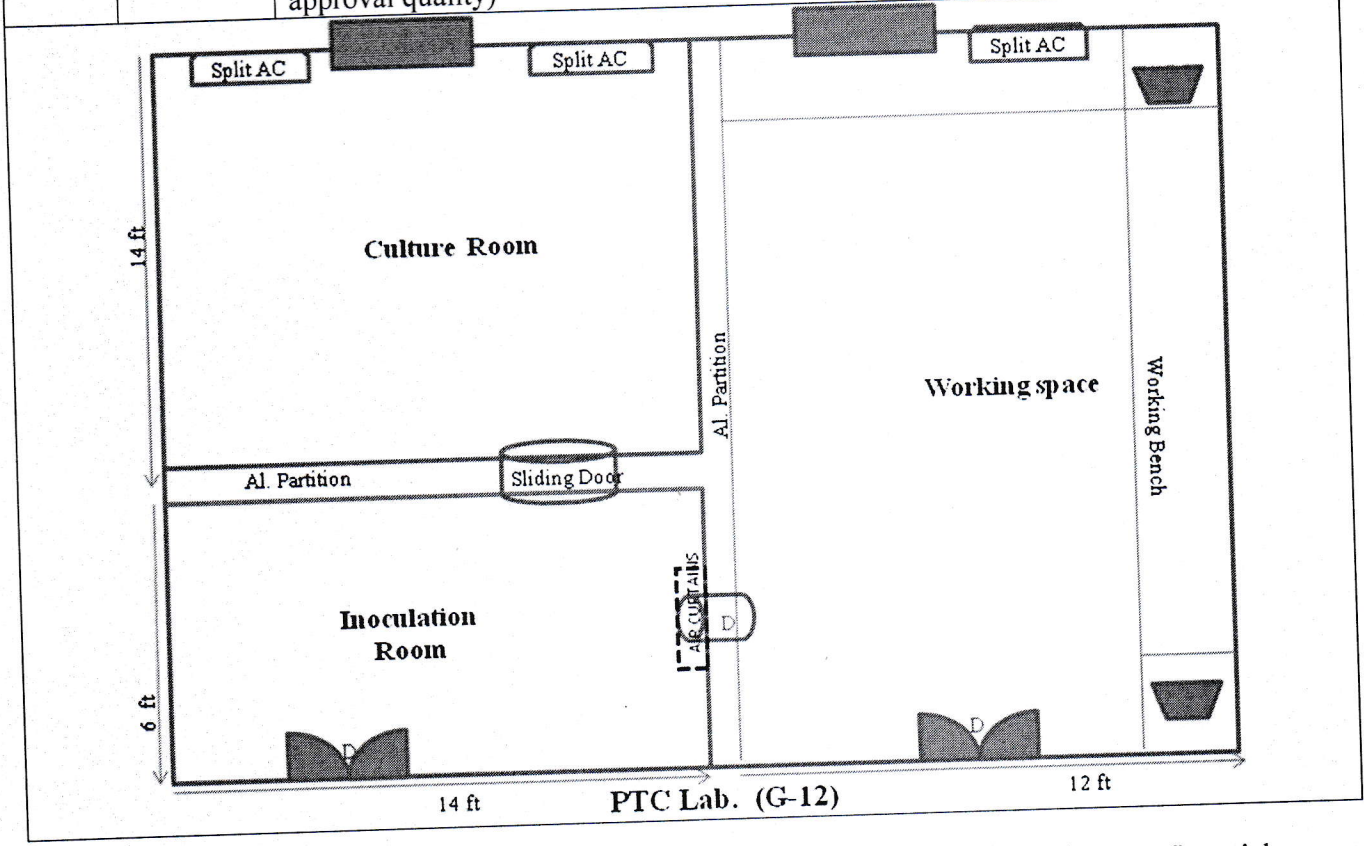 approval quality)
Split AC
Split AC
Split AC
14 ft
Culture Room
Al. Partition
Working space
Working Bench
Al. Partition
Sliding Door
AIR CURTAINS
D
Inoculation
Room
6 ft
D
D
14 ft
PTC Lab. (G-12)
12 ft